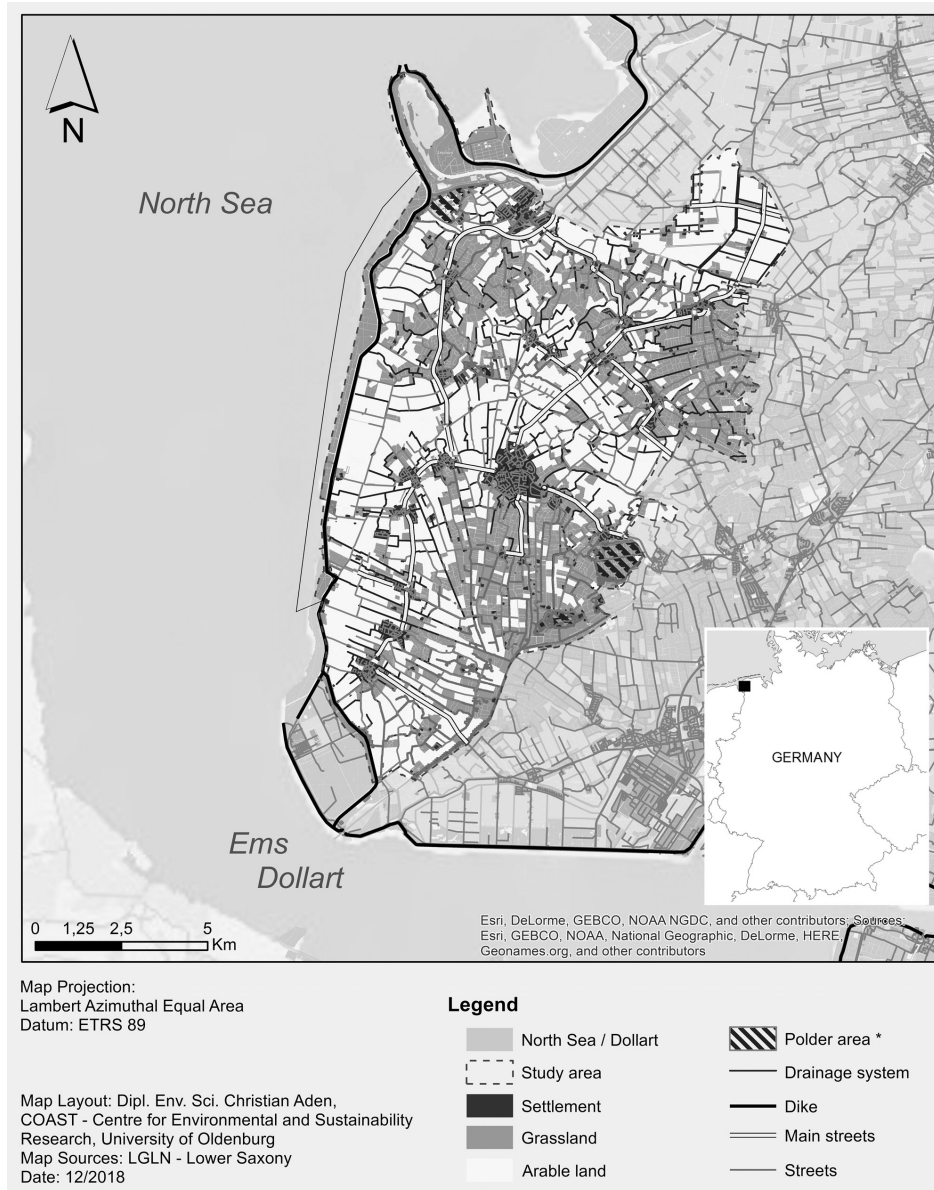 N
North Sea
GERMANY
Ems
Dollart
0 1,25 2,5 5
Km
Esri, DeLorme, GEBCO, NOAA NGDC, and other contributors; Sources:
Esri, GEBCO, NOAA, National Geographic, DeLorme, HERE,
Geonames.org, and other contributors
Map Projection:
Lambert Azimuthal Equal Area
Datum: ETRS 89
Map Layout: Dipl. Env. Sci. Christian Aden,
COAST - Centre for Environmental and Sustainability
Research, University of Oldenburg
Map Sources: LGLN - Lower Saxony
Date: 12/2018
Legend
North Sea / Dollart
Study area
Settlement
Grassland
Arable land
Polder area *
Drainage system
Dike
Main streets
Streets